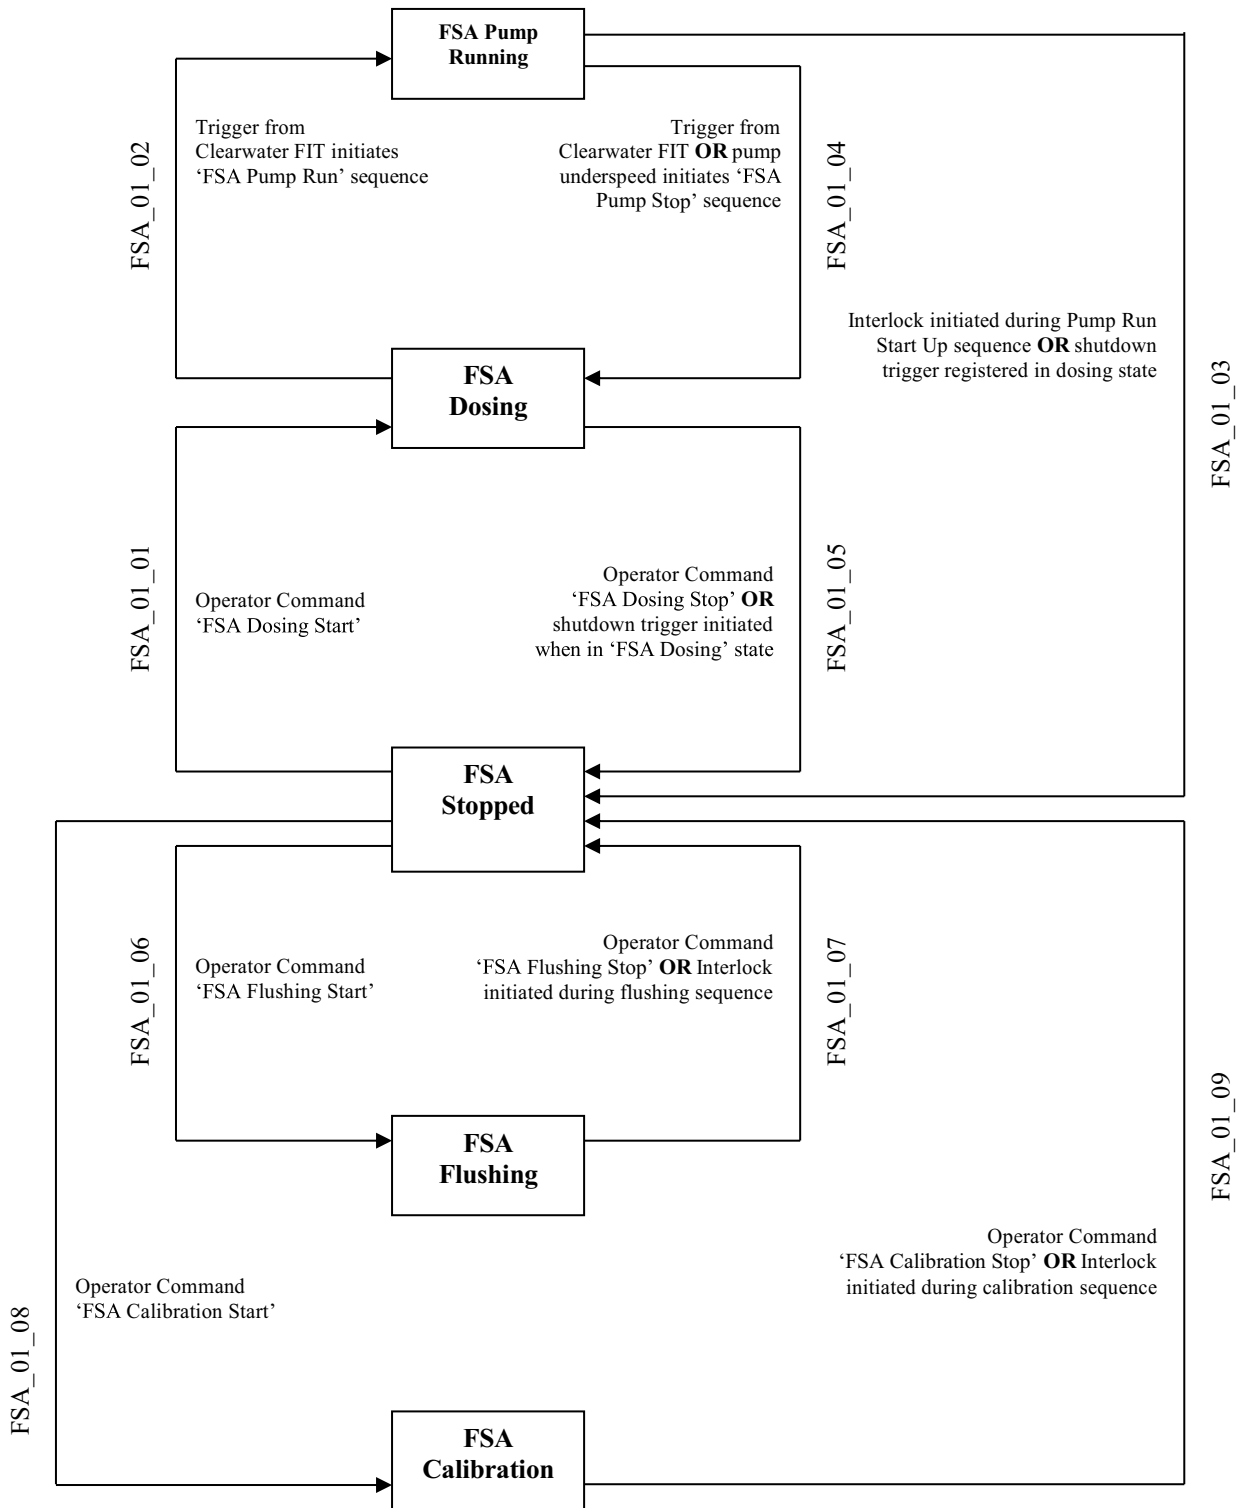 FSA Pump
Running
FSA_01_02
Trigger from
Clearwater FIT initiates
‘FSA Pump Run’ sequence
Trigger from
Clearwater FIT OR pump
underspeed initiates ‘FSA
Pump Stop’ sequence
FSA_01_04
Interlock initiated during Pump Run
Start Up sequence OR shutdown
trigger registered in dosing state
FSA_01_03
FSA
Dosing
FSA_01_01
Operator Command
‘FSA Dosing Start’
Operator Command
‘FSA Dosing Stop’ OR
shutdown trigger initiated
when in ‘FSA Dosing’ state
FSA_01_05
FSA
Stopped
FSA_01_06
Operator Command
‘FSA Flushing Start’
Operator Command
‘FSA Flushing Stop’ OR Interlock
initiated during flushing sequence
FSA_01_07
FSA
Flushing
FSA_01_08
Operator Command
‘FSA Calibration Start’
Operator Command
‘FSA Calibration Stop’ OR Interlock
initiated during calibration sequence
FSA_01_09
FSA
Calibration